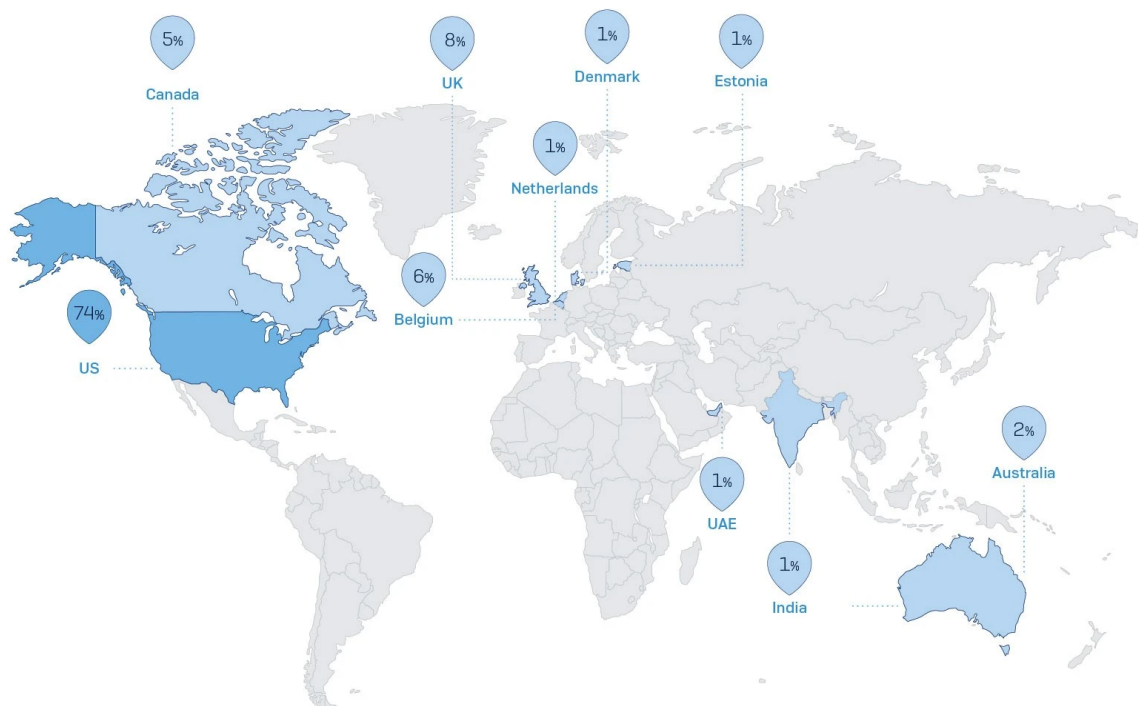 5%
Canada
8%
UK
1%
Denmark
1%
Estonia
1%
Netherlands
6%
Belgium
74%
US
2%
Australia
1%
UAE
1%
India